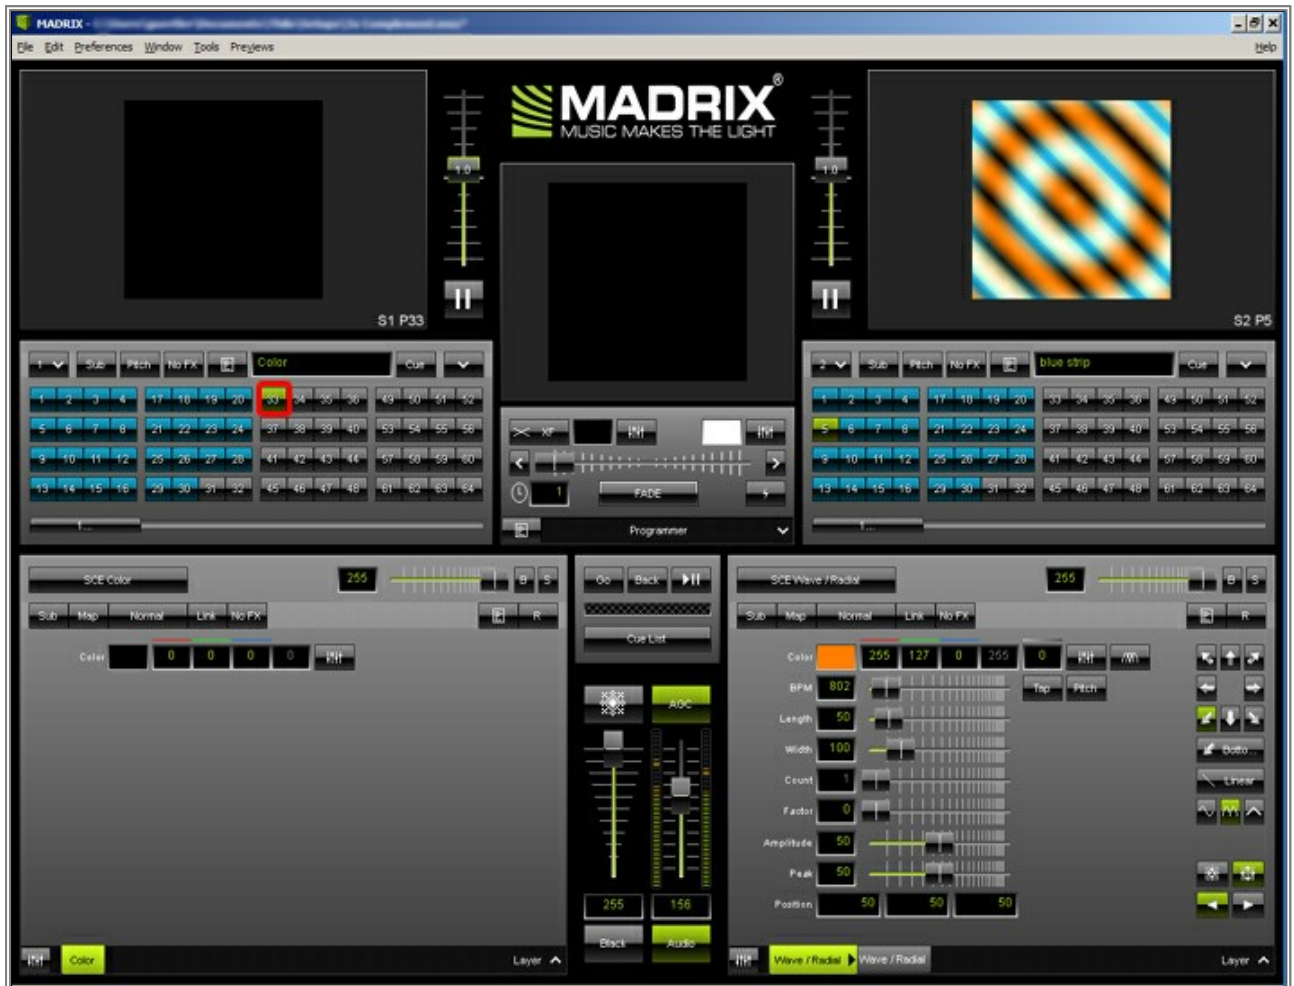 MADRIX -
File Edit Preferences Window Tools Previews Help
MADRIX®
MUSIC MAKES THE LIGHT
1.0
1.0
S1 P33
S2 P5
1 Sub Pitch No FX Color Cue
1 2 3 4 17 18 19 20 33 34 35 36 49 50 51 52
5 6 7 8 21 22 23 24 37 38 39 40 53 54 55 56
9 10 11 12 25 26 27 28 41 42 43 44 57 58 59 60
13 14 15 16 29 30 31 32 45 46 47 48 61 62 63 64
1...
XF
1 FADE
Programmer
2 Sub Pitch No FX blue strip Cue
1 2 3 4 17 18 19 20 33 34 35 36 49 50 51 52
5 6 7 8 21 22 23 24 37 38 39 40 53 54 55 56
9 10 11 12 25 26 27 28 41 42 43 44 57 58 59 60
13 14 15 16 29 30 31 32 45 46 47 48 61 62 63 64
1...
SCE Color 255 B S
Sub Map Normal Link No FX R
Color 0 0 0 0
Color Layer
Go Back
Cue List
AGC
255 156
Black Audio
SCE Wave / Radial 255 B S
Sub Map Normal Link No FX R
Color 255 127 0 255 0
BPM 802 Tap Pitch
Length 50
Width 100 Botto...
Count 1 Linear
Factor 0
Amplitude 50
Peak 50
Position 50 50 50
Wave / Radial Wave / Radial Layer